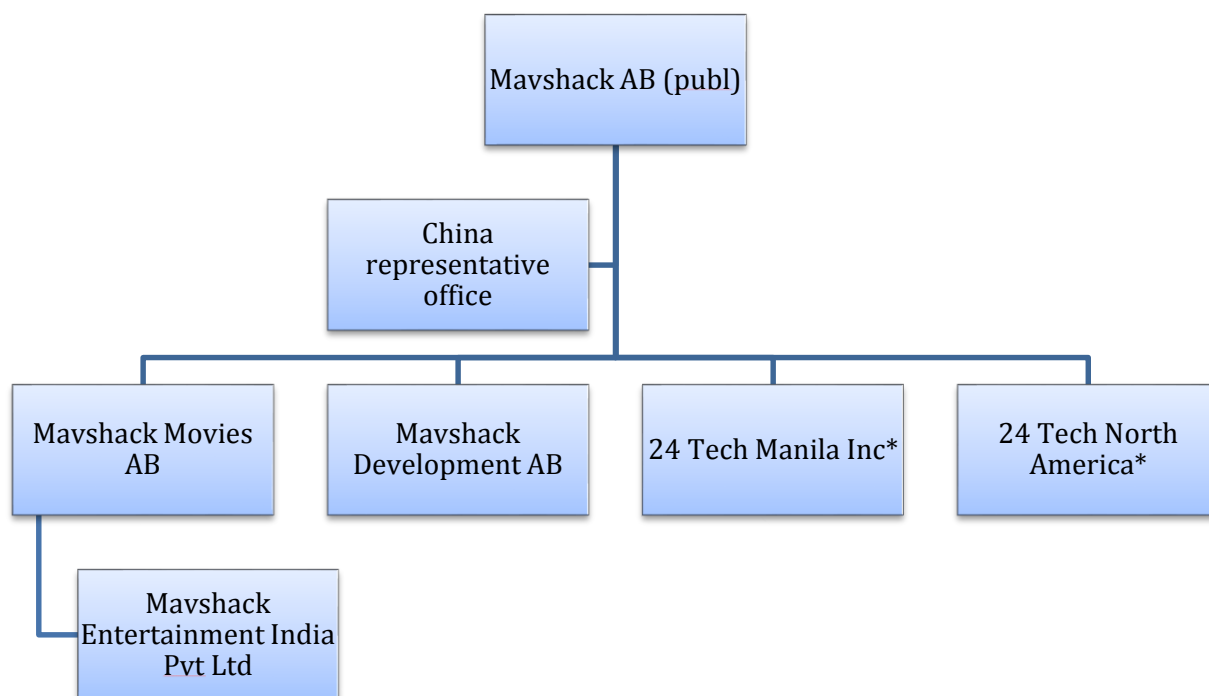 Mavshack AB (publ)
China
representative
office
Mavshack Movies
AB
Mavshack
Development AB
24 Tech Manila Inc*
24 Tech North
America*
Mavshack
Entertainment India
Pvt Ltd